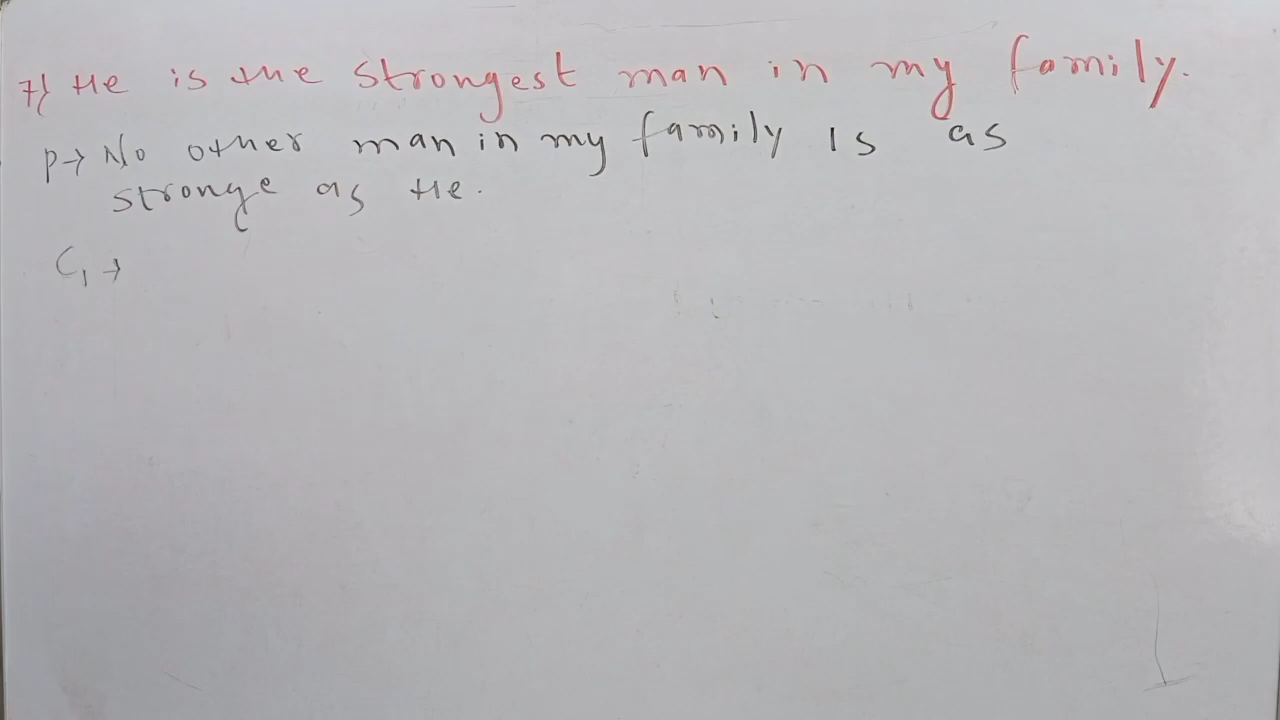 7) He is the strongest man in my family.
P→ No other man in my family is as
stronge as He.
C₁→